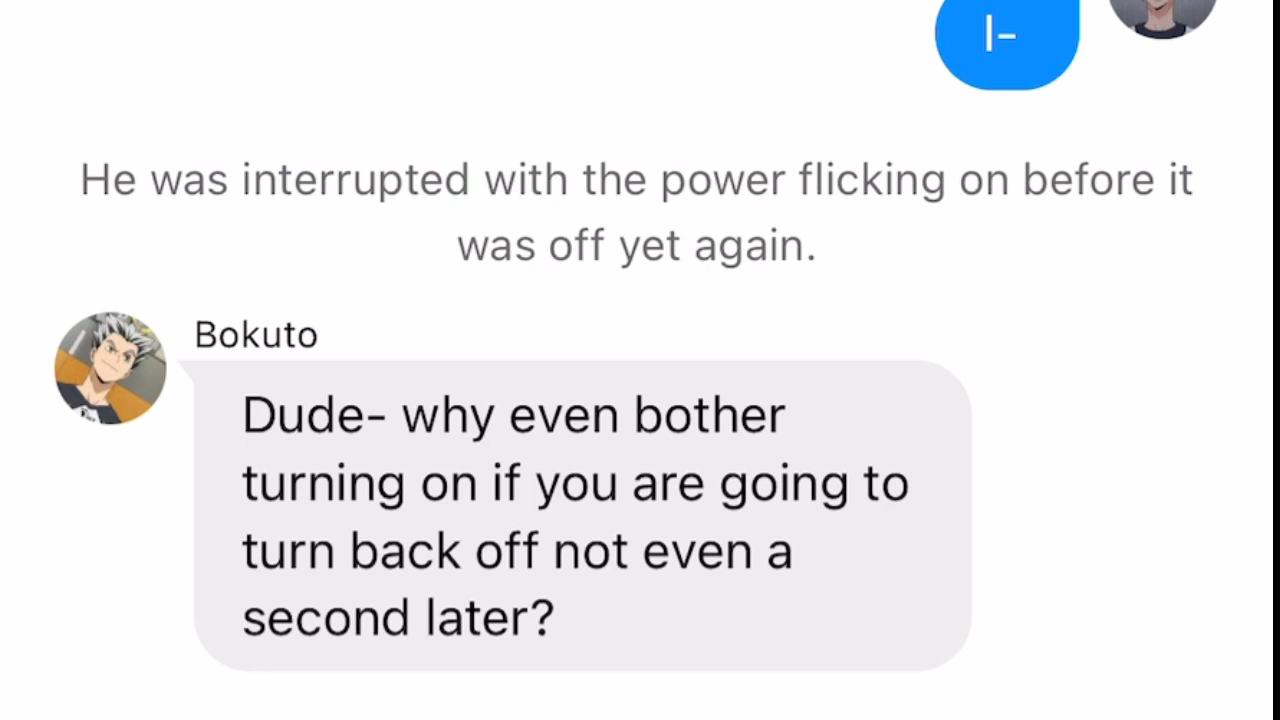 I-
He was interrupted with the power flicking on before it
was off yet again.
Bokuto
Dude- why even bother
turning on if you are going to
turn back off not even a
second later?